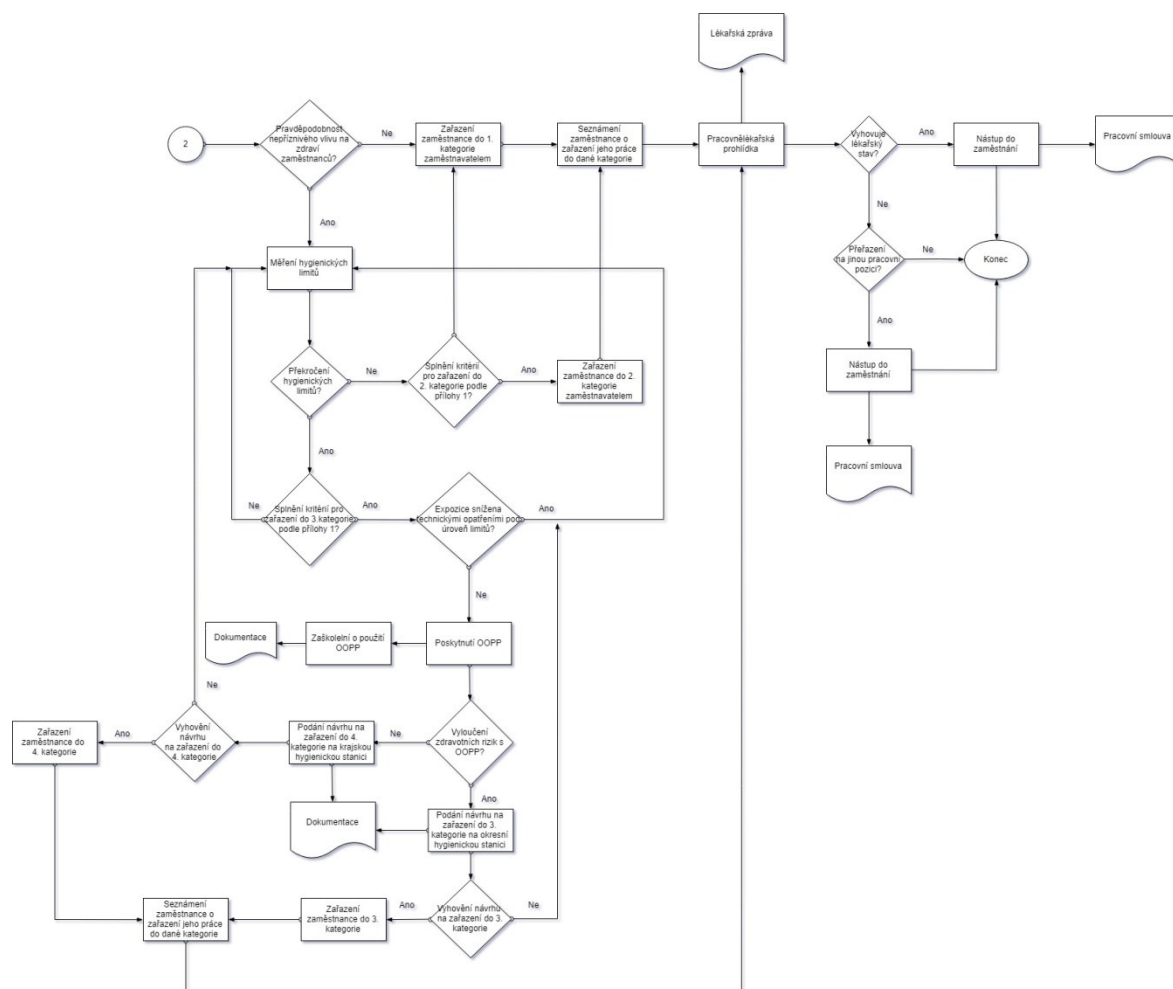 Lékařská zpráva
2
Pravděpodobnost
nepříznivého vlivu na
zdraví
zaměstnanců?
Ne
Zařazení
zaměstnance do 1.
kategorie
zaměstnavatelem
Seznámení
zaměstnance o
zařazení jeho práce
do dané kategorie
Pracovnělékařská
prohlídka
Vyhovuje
lékařský
stav?
Ano
Nástup do
zaměstnání
Pracovní smlouva
Ano
Ne
Měření hygienických
limitů
Přeřazení
na jinou pracovní
pozici?
Ne
Konec
Ano
Překročení
hygienických
limitů?
Ne
Splnění kritérií
pro zařazení do
2. kategorie podle
přílohy 1?
Ano
Zařazení
zaměstnance do 2.
kategorie
zaměstnavatelem
Nástup do
zaměstnání
Ano
Pracovní smlouva
Ne
Splnění kritérií pro
zařazení do 3.kategorie
podle přílohy 1?
Ano
Expozice snížena
technickými opatřeními pod
úroveň limitů?
Ano
Ne
Dokumentace
Zaškolelní o použití
OOPP
Poskytnutí OOPP
Ne
Zařazení
zaměstnance do
4. kategorie
Ano
Vyhovění
návrhu
na zařazení do
4. kategorie
Podání návrhu na
zařazení do 4.
kategorie na krajskou
hygienickou stanici
Ne
Vyloučení
zdravotních rizik s
OOPP?
Ano
Dokumentace
Podání návrhu na
zařazení do 3.
kategorie na okresní
hygienickou stanici
Seznámení
zaměstnance o
zařazení jeho práce
do dané kategorie
Zařazení
zaměstnance do 3.
kategorie
Ano
Vyhovění návrhu
na zařazení do 3.
kategorie
Ne